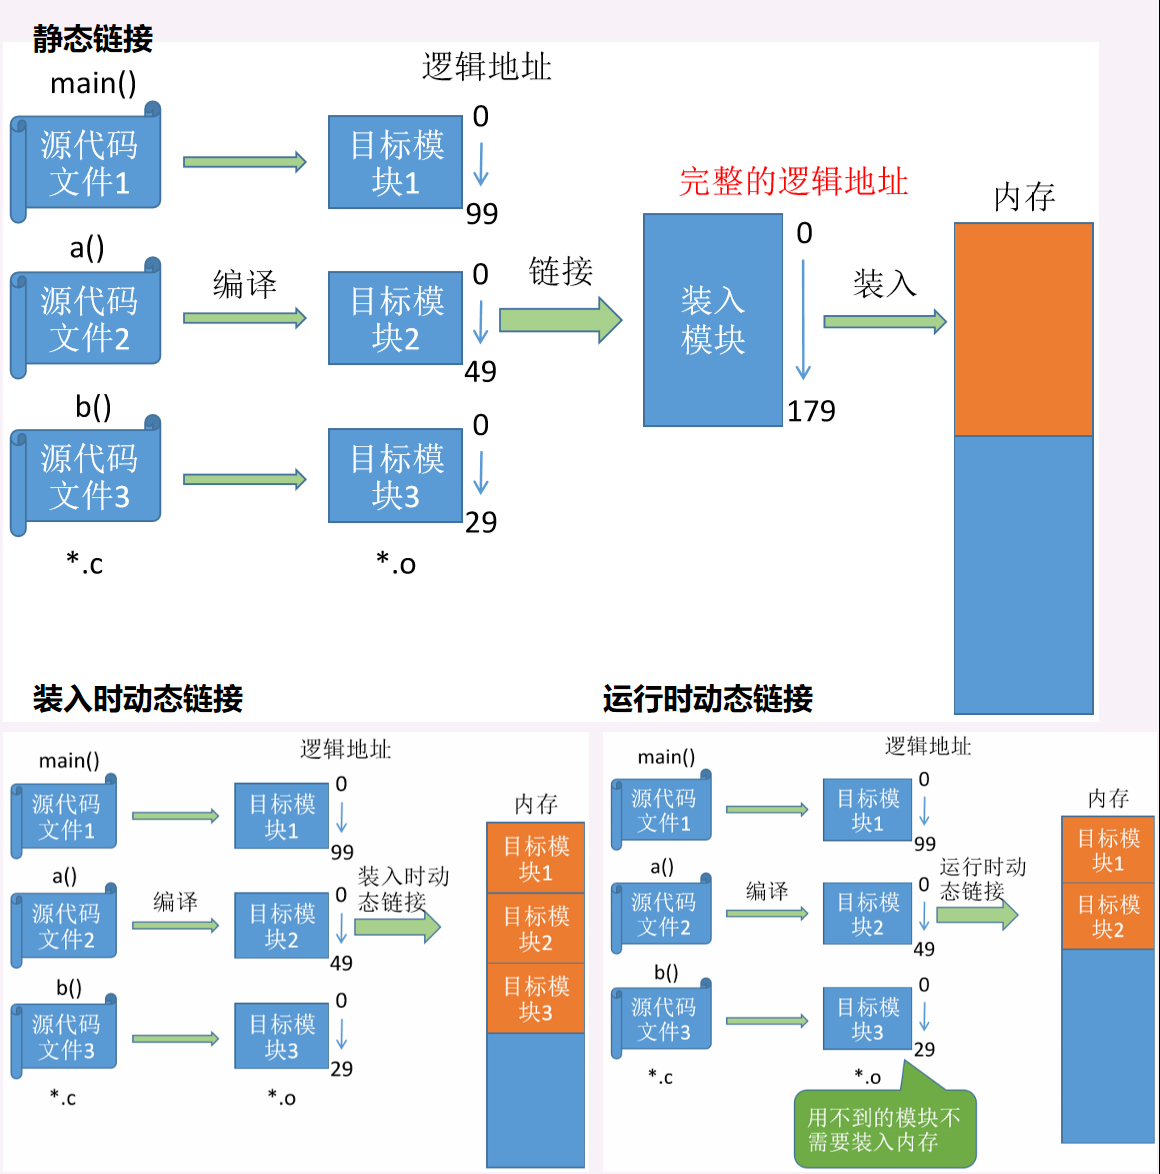 静态链接
main()
逻辑地址
源代码
文件1
目标模
块1
0
99
完整的逻辑地址
内存
a()
源代码
文件2
编译
目标模
块2
0
49
链接
装入
模块
0
179
装入
b()
源代码
文件3
目标模
块3
0
29
*.c
*.o
装入时动态链接
main()
逻辑地址
源代码
文件1
目标模
块1
0
99
内存
a()
源代码
文件2
编译
目标模
块2
0
49
装入时动
态链接
b()
源代码
文件3
目标模
块3
0
29
*.c
*.o
目标模
块1
目标模
块2
目标模
块3
运行时动态链接
main()
逻辑地址
源代码
文件1
目标模
块1
0
99
内存
a()
源代码
文件2
编译
目标模
块2
0
49
运行时动
态链接
b()
源代码
文件3
目标模
块3
0
29
*.c
*.o
目标模
块1
目标模
块2
用不到的模块不
需要装入内存